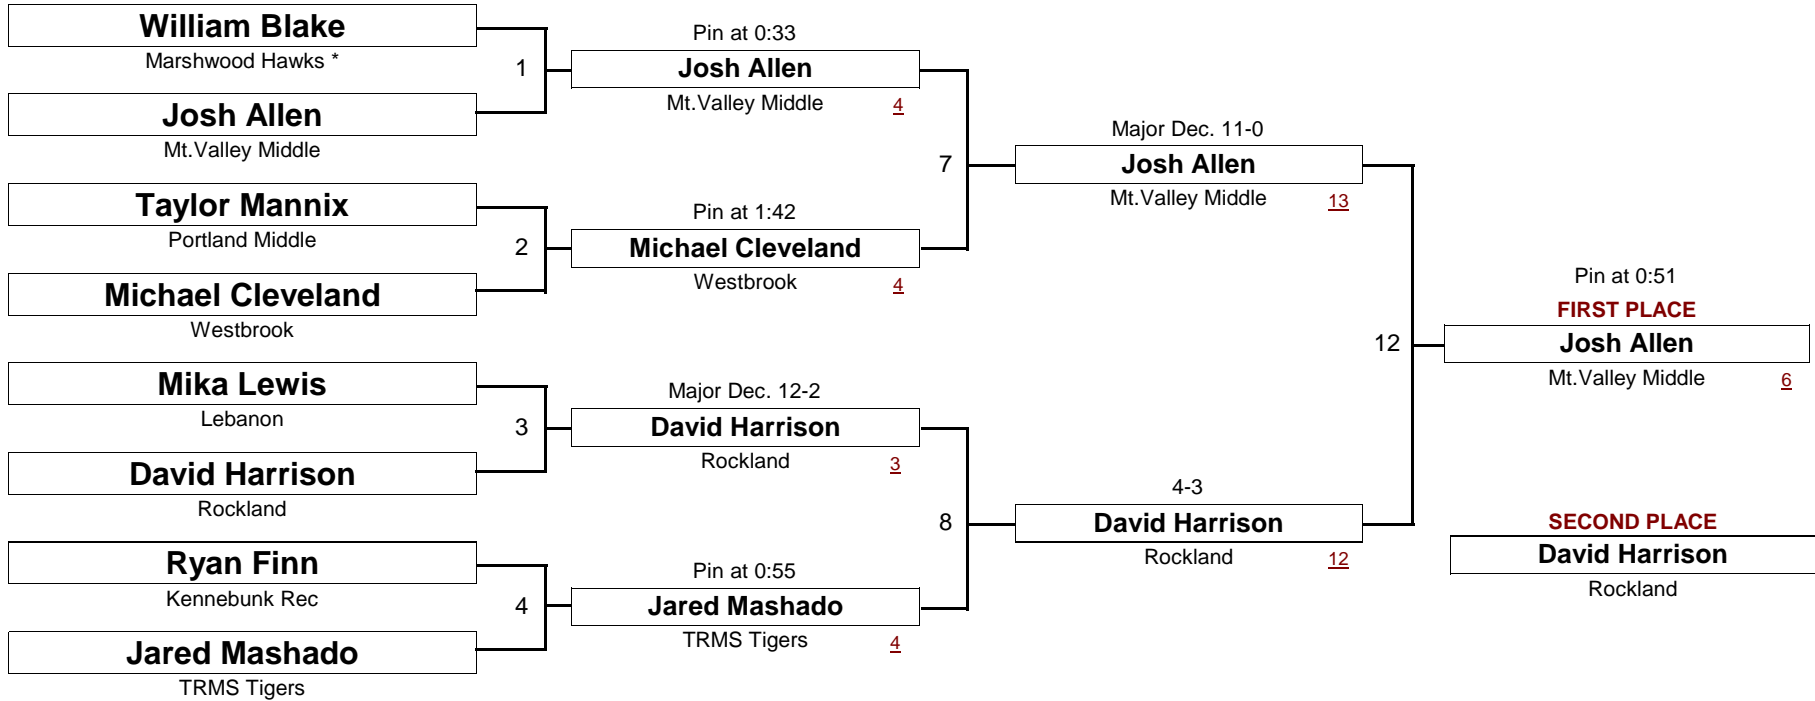 William Blake
Marshwood Hawks *
1
Josh Allen
Mt.Valley Middle
Taylor Mannix
Portland Middle
2
Michael Cleveland
Westbrook
Mika Lewis
Lebanon
3
David Harrison
Rockland
Ryan Finn
Kennebunk Rec
4
Jared Mashado
TRMS Tigers
Pin at 0:33
Josh Allen
Mt.Valley Middle 4
7
Pin at 1:42
Michael Cleveland
Westbrook 4
Major Dec. 12-2
David Harrison
Rockland 3
8
Pin at 0:55
Jared Mashado
TRMS Tigers 4
Major Dec. 11-0
Josh Allen
Mt.Valley Middle 13
12
4-3
David Harrison
Rockland 12
Pin at 0:51
FIRST PLACE
Josh Allen
Mt.Valley Middle 6
SECOND PLACE
David Harrison
Rockland